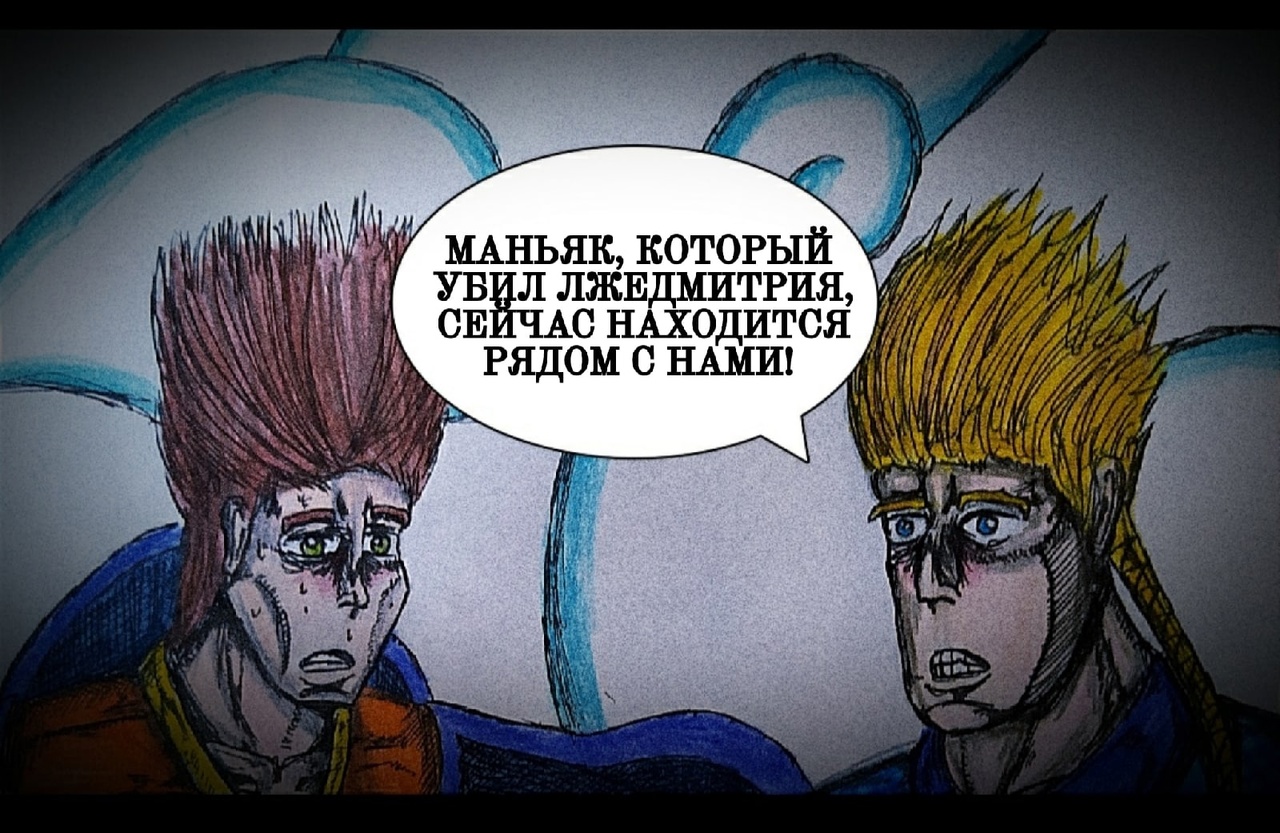 МАНЬЯК, КОТОРЫЙ
УБИЛ ЛЖЕДМИТРИЯ,
СЕЙЧАС НАХОДИТСЯ
РЯДОМ С НАМИ!